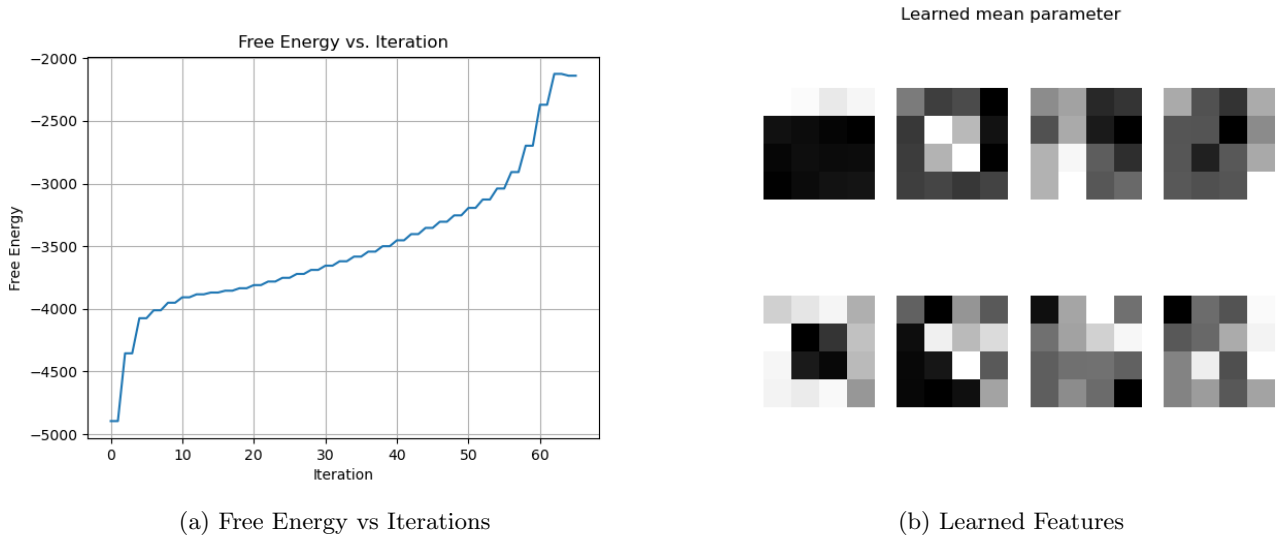 Free Energy vs. Iteration
Free Energy
−2000
−2500
−3000
−3500
−4000
−4500
−5000
0 10 20 30 40 50 60
Iteration
(a) Free Energy vs Iterations
Learned mean parameter
(b) Learned Features